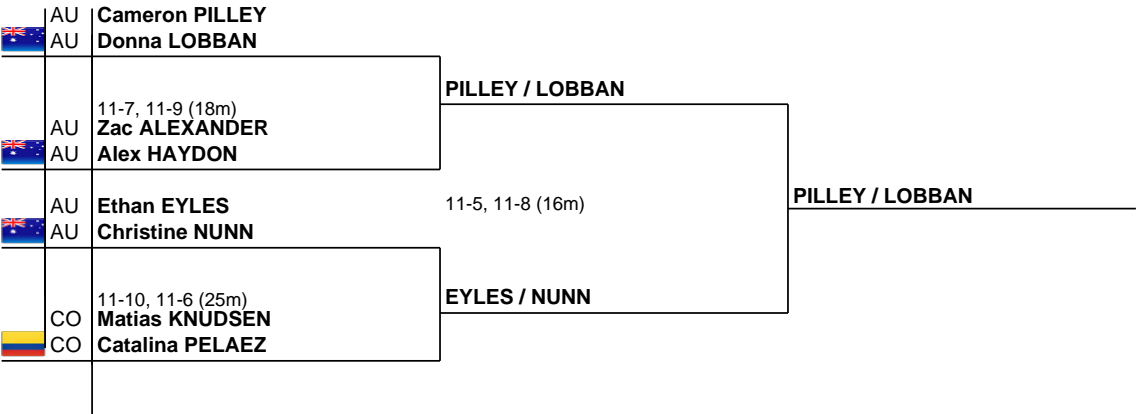 AU Cameron PILLEY
AU Donna LOBBAN
PILLEY / LOBBAN
11-7, 11-9 (18m)
AU Zac ALEXANDER
AU Alex HAYDON
PILLEY / LOBBAN
AU Ethan EYLES
11-5, 11-8 (16m)
AU Christine NUNN
EYLES / NUNN
11-10, 11-6 (25m)
CO Matias KNUDSEN
CO Catalina PELAEZ